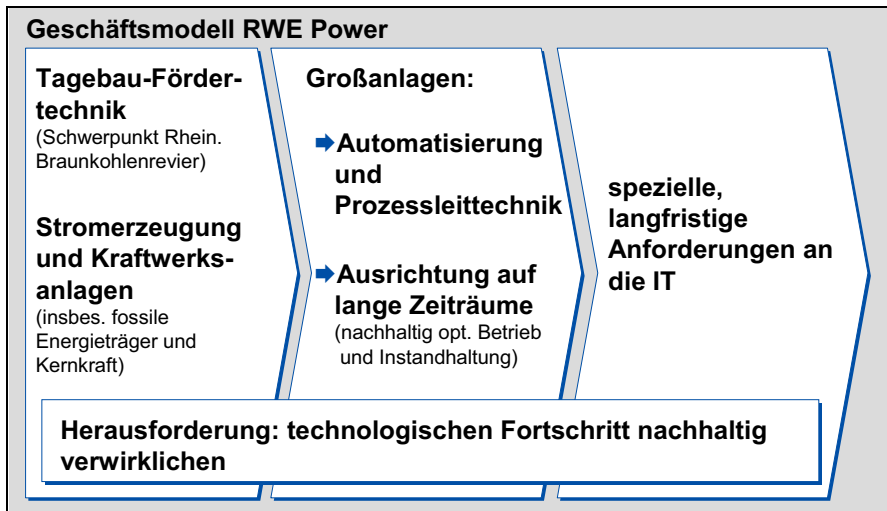 Geschäftsmodell RWE Power
Tagebau-Förder-
technik
(Schwerpunkt Rhein.
Braunkohlenrevier)
Stromerzeugung
und Kraftwerks-
anlagen
(insbes. fossile
Energieträger und
Kernkraft)
Großanlagen:
Automatisierung
und
Prozessleittechnik
Ausrichtung auf
lange Zeiträume
(nachhaltig opt. Betrieb
und Instandhaltung)
spezielle,
langfristige
Anforderungen an
die IT
Herausforderung: technologischen Fortschritt nachhaltig
verwirklichen